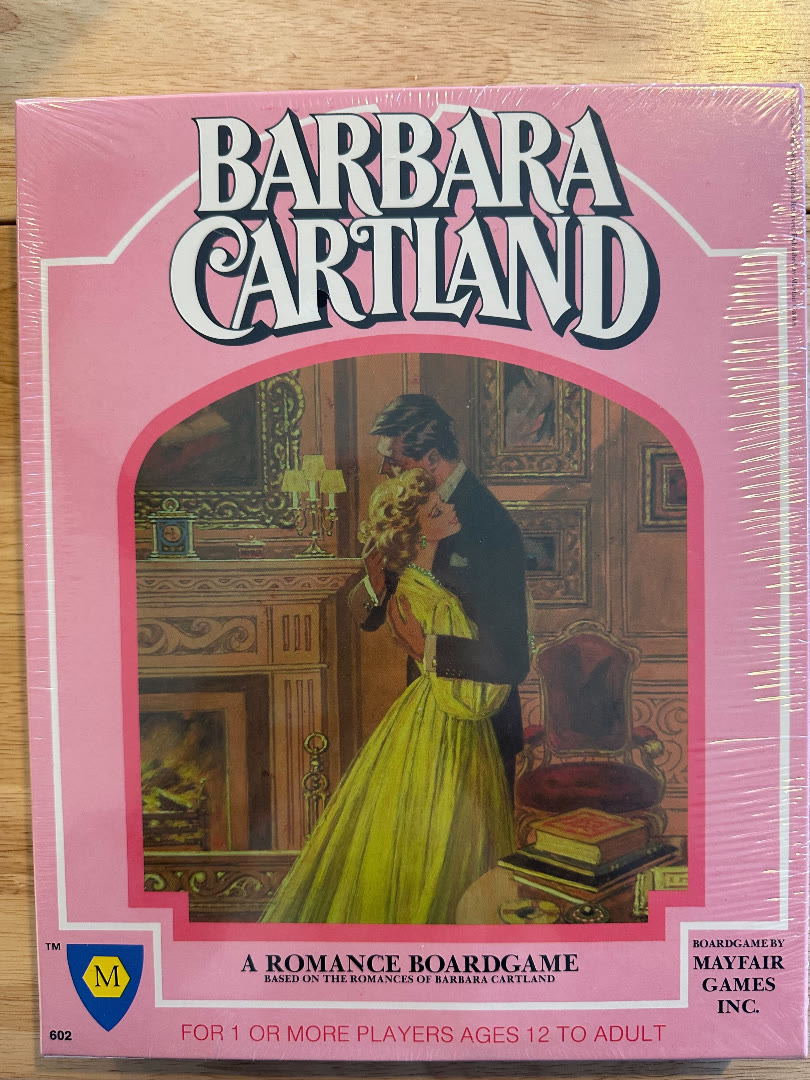 BARBARA
CARTLAND
TM
M
602
A ROMANCE BOARDGAME
BASED ON THE ROMANCES OF BARBARA CARTLAND
BOARDGAME BY
MAYFAIR
GAMES
INC.
FOR 1 OR MORE PLAYERS AGES 12 TO ADULT